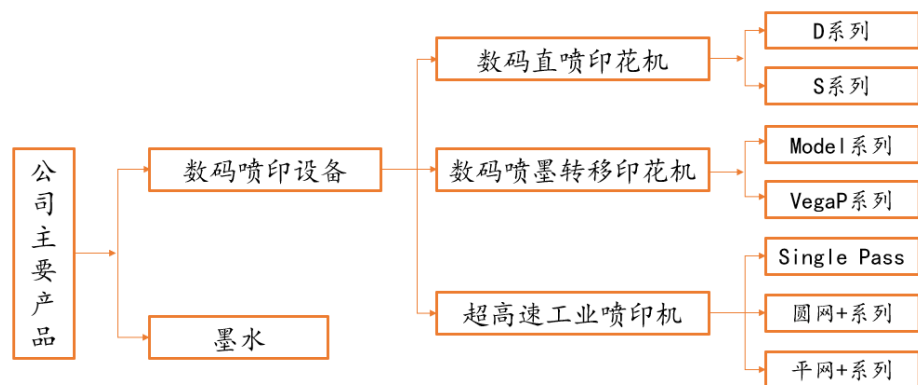 公司主要产品
数码喷印设备
墨水
数码直喷印花机
数码喷墨转移印花机
超高速工业喷印机
D系列
S系列
Model系列
VegaP系列
Single Pass
圆网+系列
平网+系列